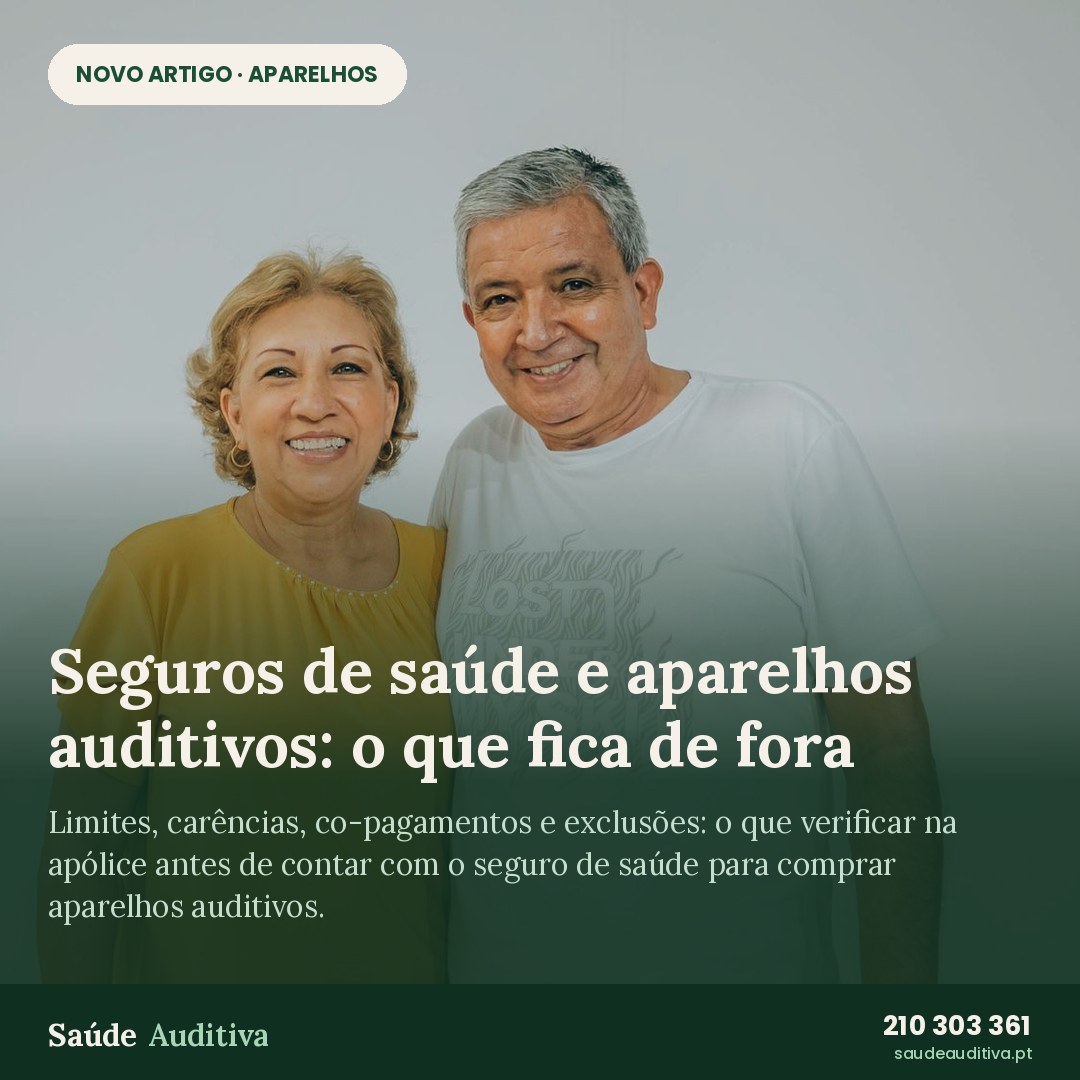 NOVO ARTIGO · APARELHOS
LOST
Seguros de saúde e aparelhos
auditivos: o que fica de fora
Limites, carências, co-pagamentos e exclusões: o que verificar na
apólice antes de contar com o seguro de saúde para comprar
aparelhos auditivos.
Saúde Auditiva
210 303 361
saudeauditiva.pt